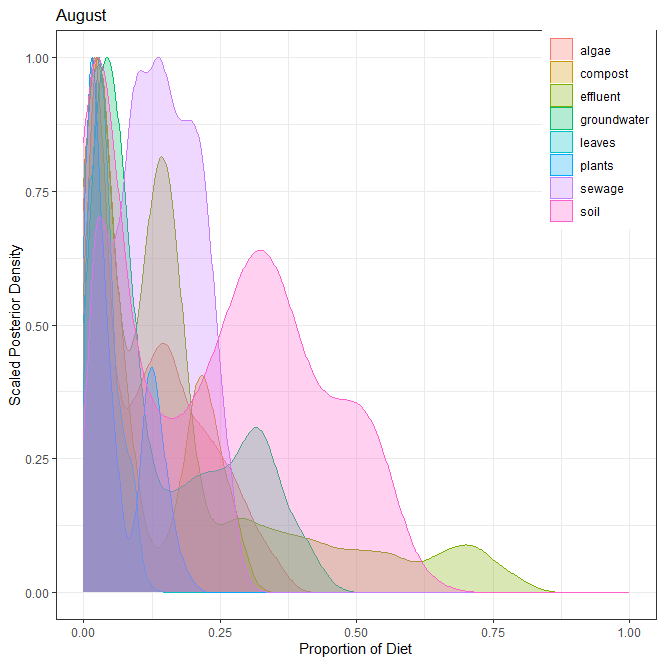 August
1.00
0.75
0.50
0.25
0.00
Scaled Posterior Density
0.00 0.25 0.50 0.75 1.00
Proportion of Diet
algae
compost
effluent
groundwater
leaves
plants
sewage
soil